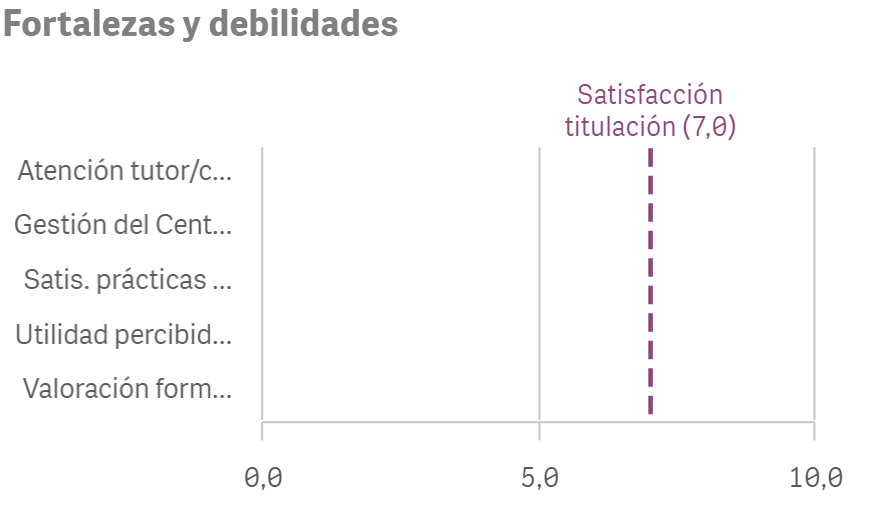 Fortalezas y debilidades
Satisfacción
titulación (7,0)
Atención tutor/c...
Gestión del Cent...
Satis. prácticas ...
Utilidad percibid...
Valoración form...
0,0
5,0
10,0